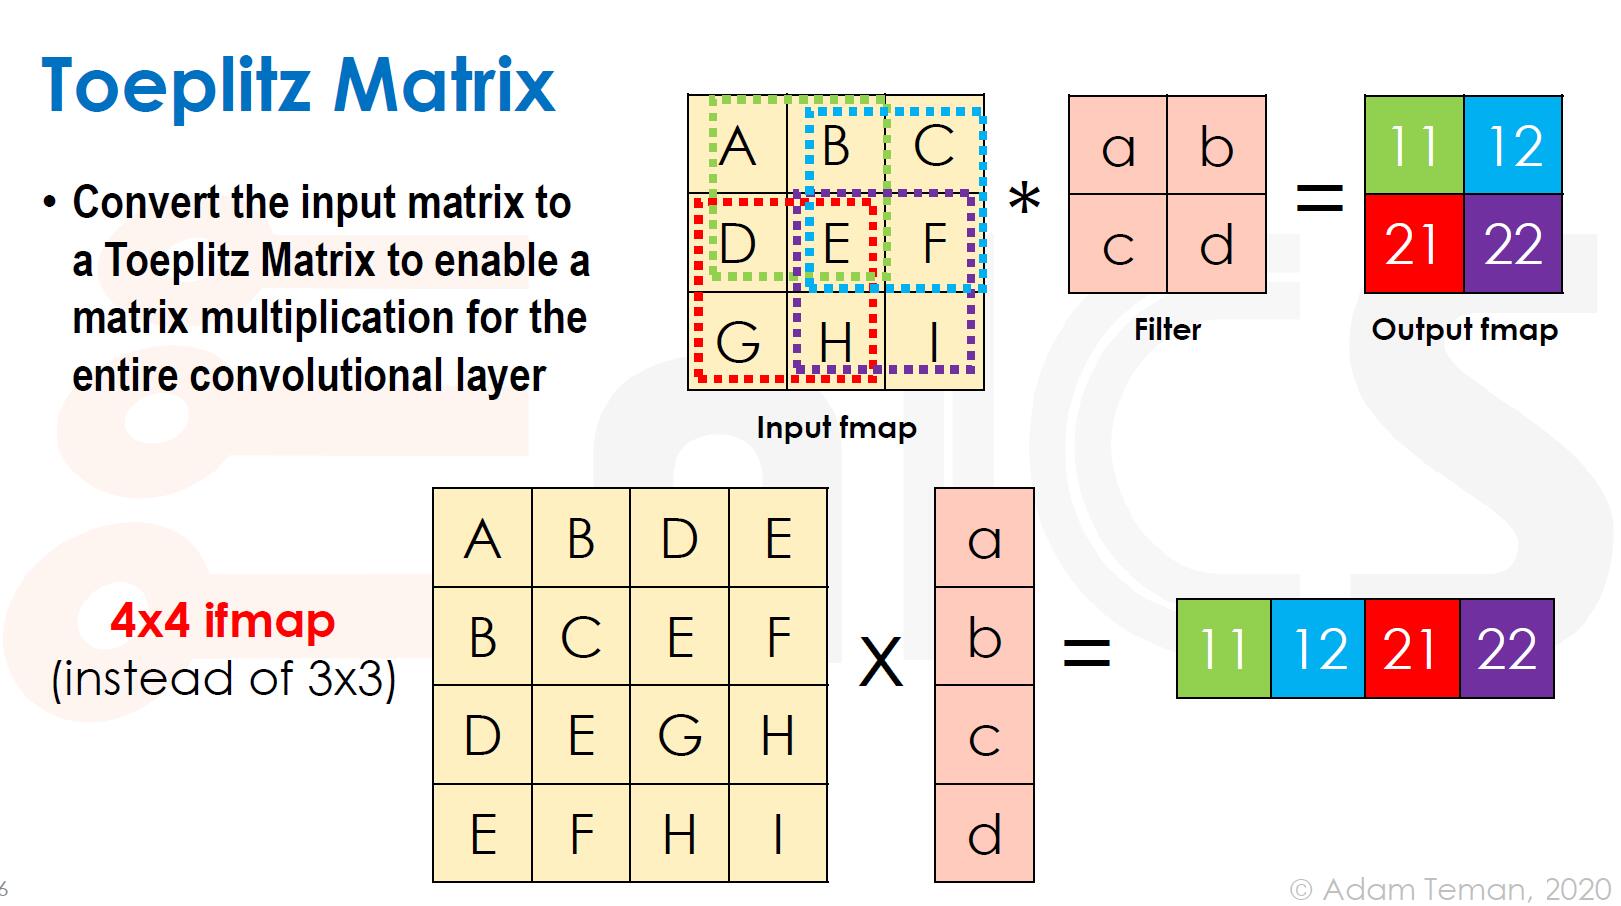 Toeplitz Matrix
• Convert the input matrix to
a Toeplitz Matrix to enable a
matrix multiplication for the
entire convolutional layer
A B C
D E F
G H I
Input fmap
*
a b
c d
Filter
=
11 12
21 22
Output fmap
4x4 ifmap
(instead of 3x3)
A B D E
B C E F
D E G H
E F H I
x
a
b
c
d
=
11 12 21 22
6
© Adam Teman, 2020